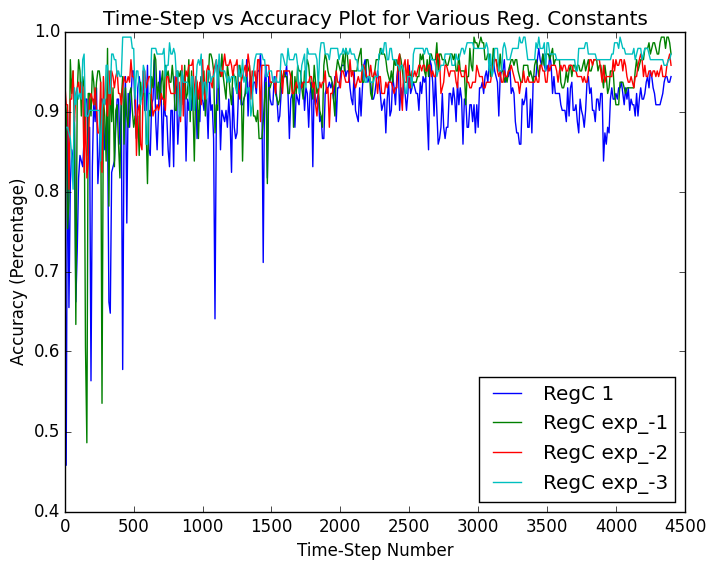 Time-Step vs Accuracy Plot for Various Reg. Constants
Accuracy (Percentage)
1.0
0.9
0.8
0.7
0.6
0.5
0.4
RegC 1
RegC exp_-1
RegC exp_-2
RegC exp_-3
0 500 1000 1500 2000 2500 3000 3500 4000 4500
Time-Step Number